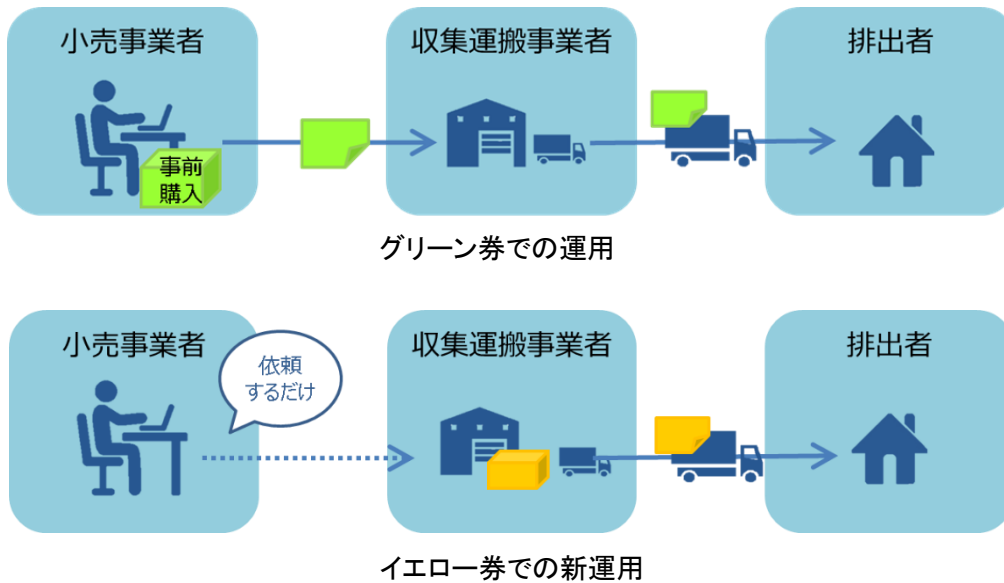 小売事業者
収集運搬事業者
排出者
事前
購入
グリーン券での運用
小売事業者
収集運搬事業者
排出者
依頼
するだけ
イエロー券での新運用